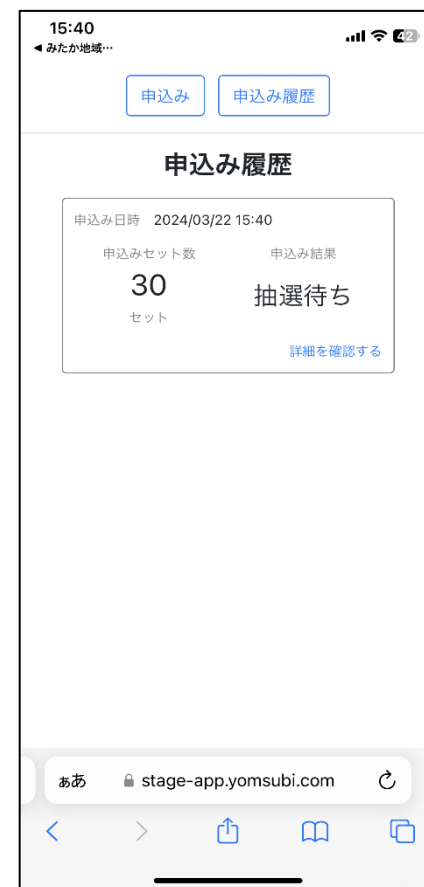 15:40
42
◀ みたか地域…
申込み 申込み履歴
申込み履歴
申込み日時 2024/03/22 15:40
申込みセット数 申込み結果
30 抽選待ち
セット
詳細を確認する
ぁあ stage-app.yomsubi.com